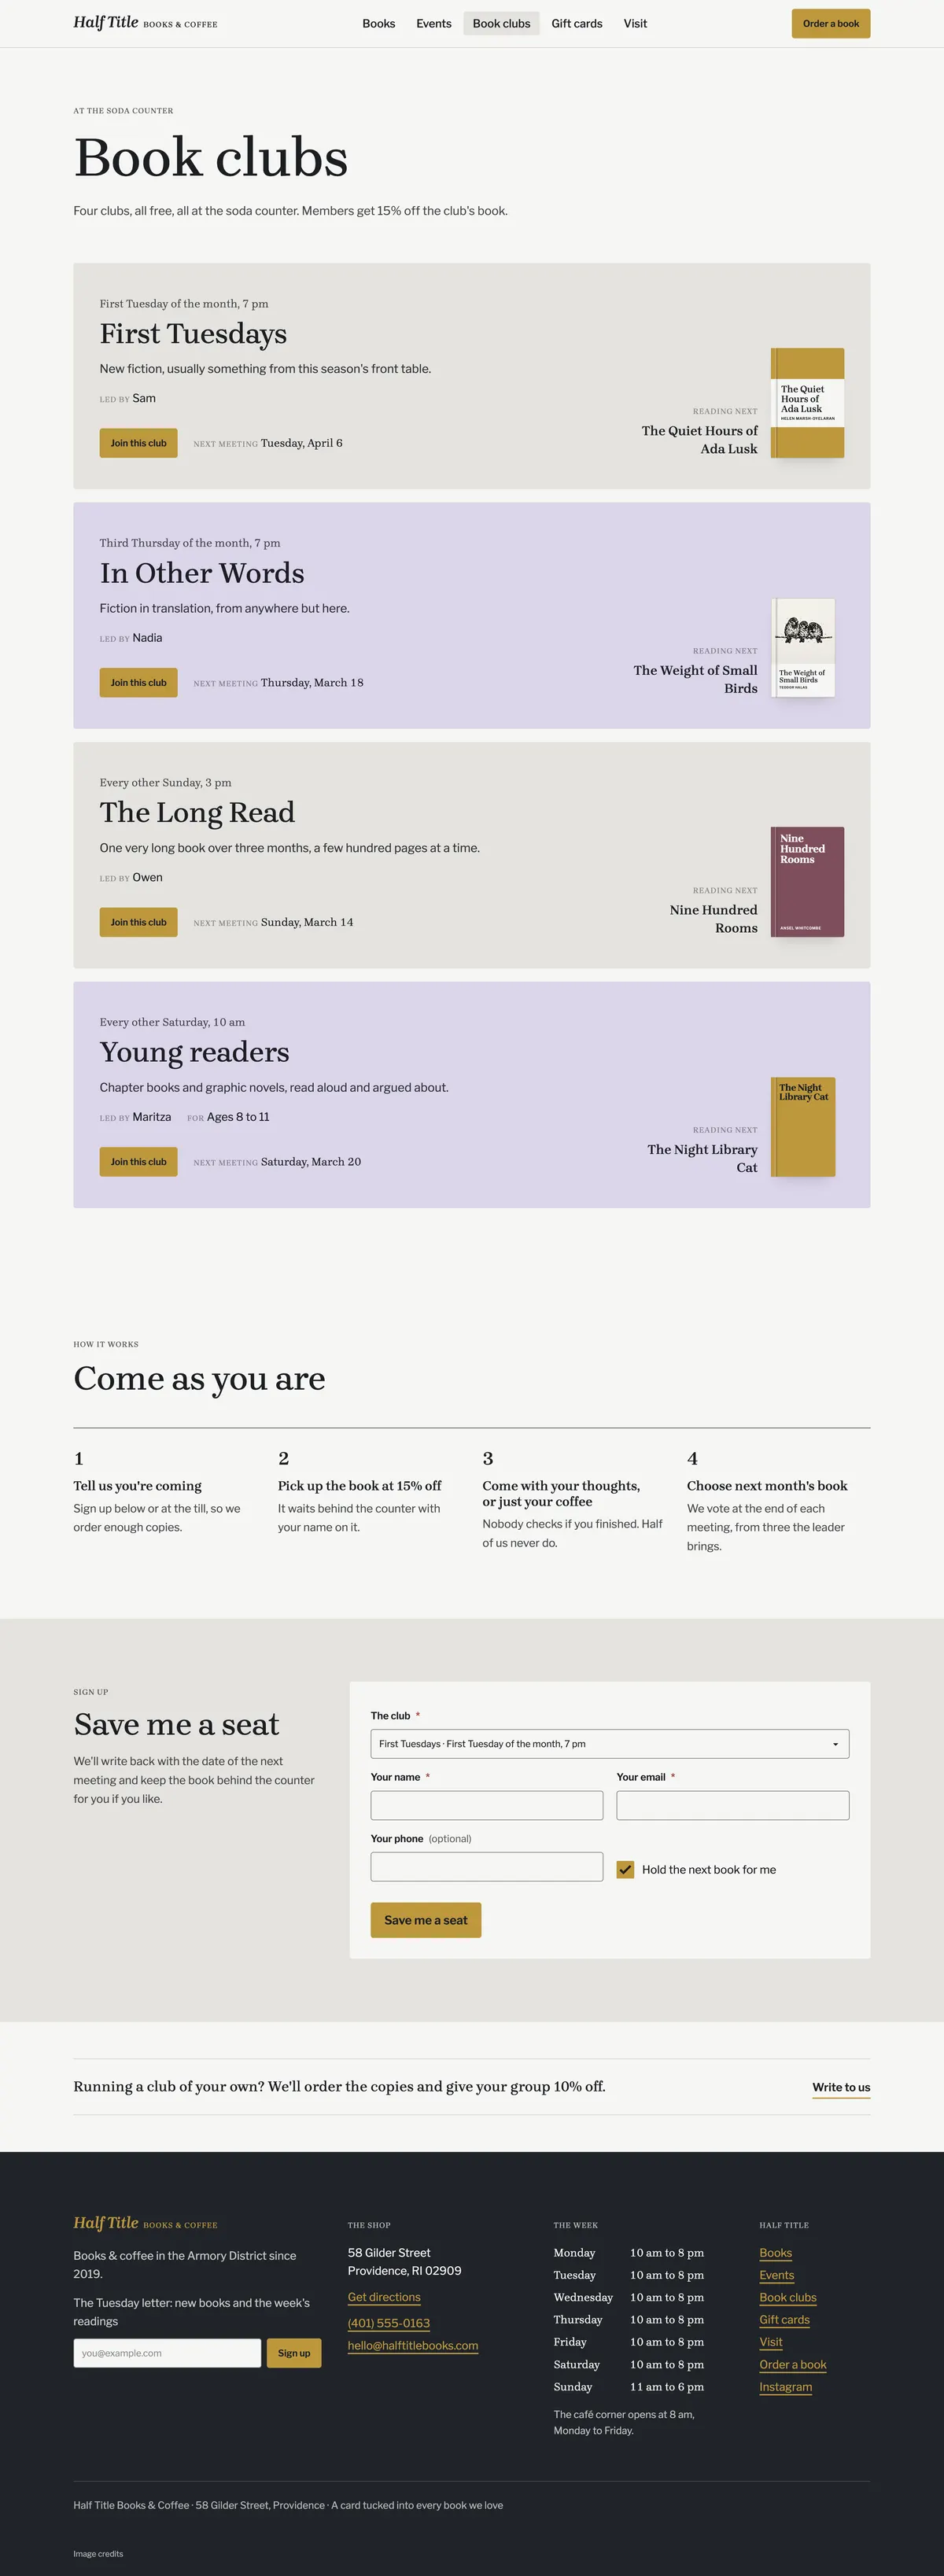 Half Title BOOKS & COFFEE
Books Events Book clubs Gift cards Visit
Order a book
AT THE SODA COUNTER
Book clubs
Four clubs, all free, all at the soda counter. Members get 15% off the club's book.
First Tuesday of the month, 7 pm
First Tuesdays
New fiction, usually something from this season's front table.
LED BY Sam
Join this club NEXT MEETING Tuesday, April 6
READING NEXT
The Quiet Hours of
Ada Lusk
The Quiet
Hours of
Ada Lusk
HELEN MARSH-OYELARAN
Third Thursday of the month, 7 pm
In Other Words
Fiction in translation, from anywhere but here.
LED BY Nadia
Join this club NEXT MEETING Thursday, March 18
READING NEXT
The Weight of Small
Birds
The Weight of
Small Birds
TEODOR HALAS
Every other Sunday, 3 pm
The Long Read
One very long book over three months, a few hundred pages at a time.
LED BY Owen
Join this club NEXT MEETING Sunday, March 14
READING NEXT
Nine Hundred
Rooms
Nine
Hundred
Rooms
ANSEL WHITCOMBE
Every other Saturday, 10 am
Young readers
Chapter books and graphic novels, read aloud and argued about.
LED BY Maritza FOR Ages 8 to 11
Join this club NEXT MEETING Saturday, March 20
READING NEXT
The Night Library
Cat
The Night
Library Cat
HOW IT WORKS
Come as you are
1
Tell us you're coming
Sign up below or at the till, so we
order enough copies.
2
Pick up the book at 15% off
It waits behind the counter with
your name on it.
3
Come with your thoughts,
or just your coffee
Nobody checks if you finished. Half
of us never do.
4
Choose next month's book
We vote at the end of each
meeting, from three the leader
brings.
SIGN UP
Save me a seat
We'll write back with the date of the next
meeting and keep the book behind the counter
for you if you like.
The club *
First Tuesdays · First Tuesday of the month, 7 pm
Your name *
Your email *
Your phone (optional)
Hold the next book for me
Save me a seat
Running a club of your own? We'll order the copies and give your group 10% off.
Write to us
Half Title BOOKS & COFFEE
Books & coffee in the Armory District since
2019.
The Tuesday letter: new books and the week's
readings
you@example.com
Sign up
THE SHOP
58 Gilder Street
Providence, RI 02909
Get directions
(401) 555-0163
hello@halftitlebooks.com
THE WEEK
Monday 10 am to 8 pm
Tuesday 10 am to 8 pm
Wednesday 10 am to 8 pm
Thursday 10 am to 8 pm
Friday 10 am to 8 pm
Saturday 10 am to 8 pm
Sunday 11 am to 6 pm
The café corner opens at 8 am,
Monday to Friday.
HALF TITLE
Books
Events
Book clubs
Gift cards
Visit
Order a book
Instagram
Half Title Books & Coffee · 58 Gilder Street, Providence · A card tucked into every book we love
Image credits